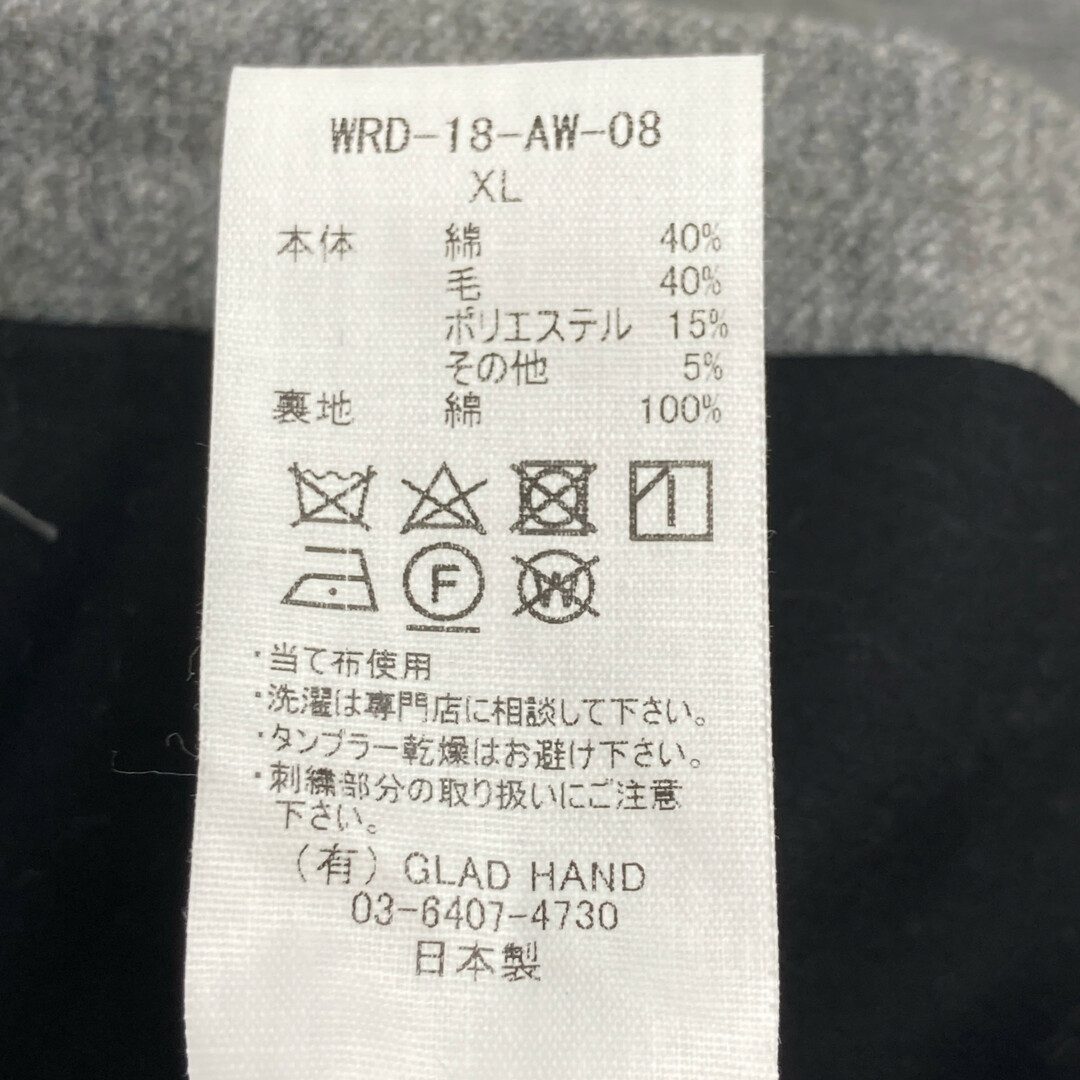 WRD-18-AW-08
XL
本体 綿 40%
毛 40%
ポリエステル 15%
その他 5%
裏地 綿 100%
F W
・当て布使用
・洗濯は専門店に相談して下さい。
・タンブラー乾燥はお避け下さい。
・刺繍部分の取り扱いにご注意
下さい。
(有) GLAD HAND
03-6407-4730
日本製